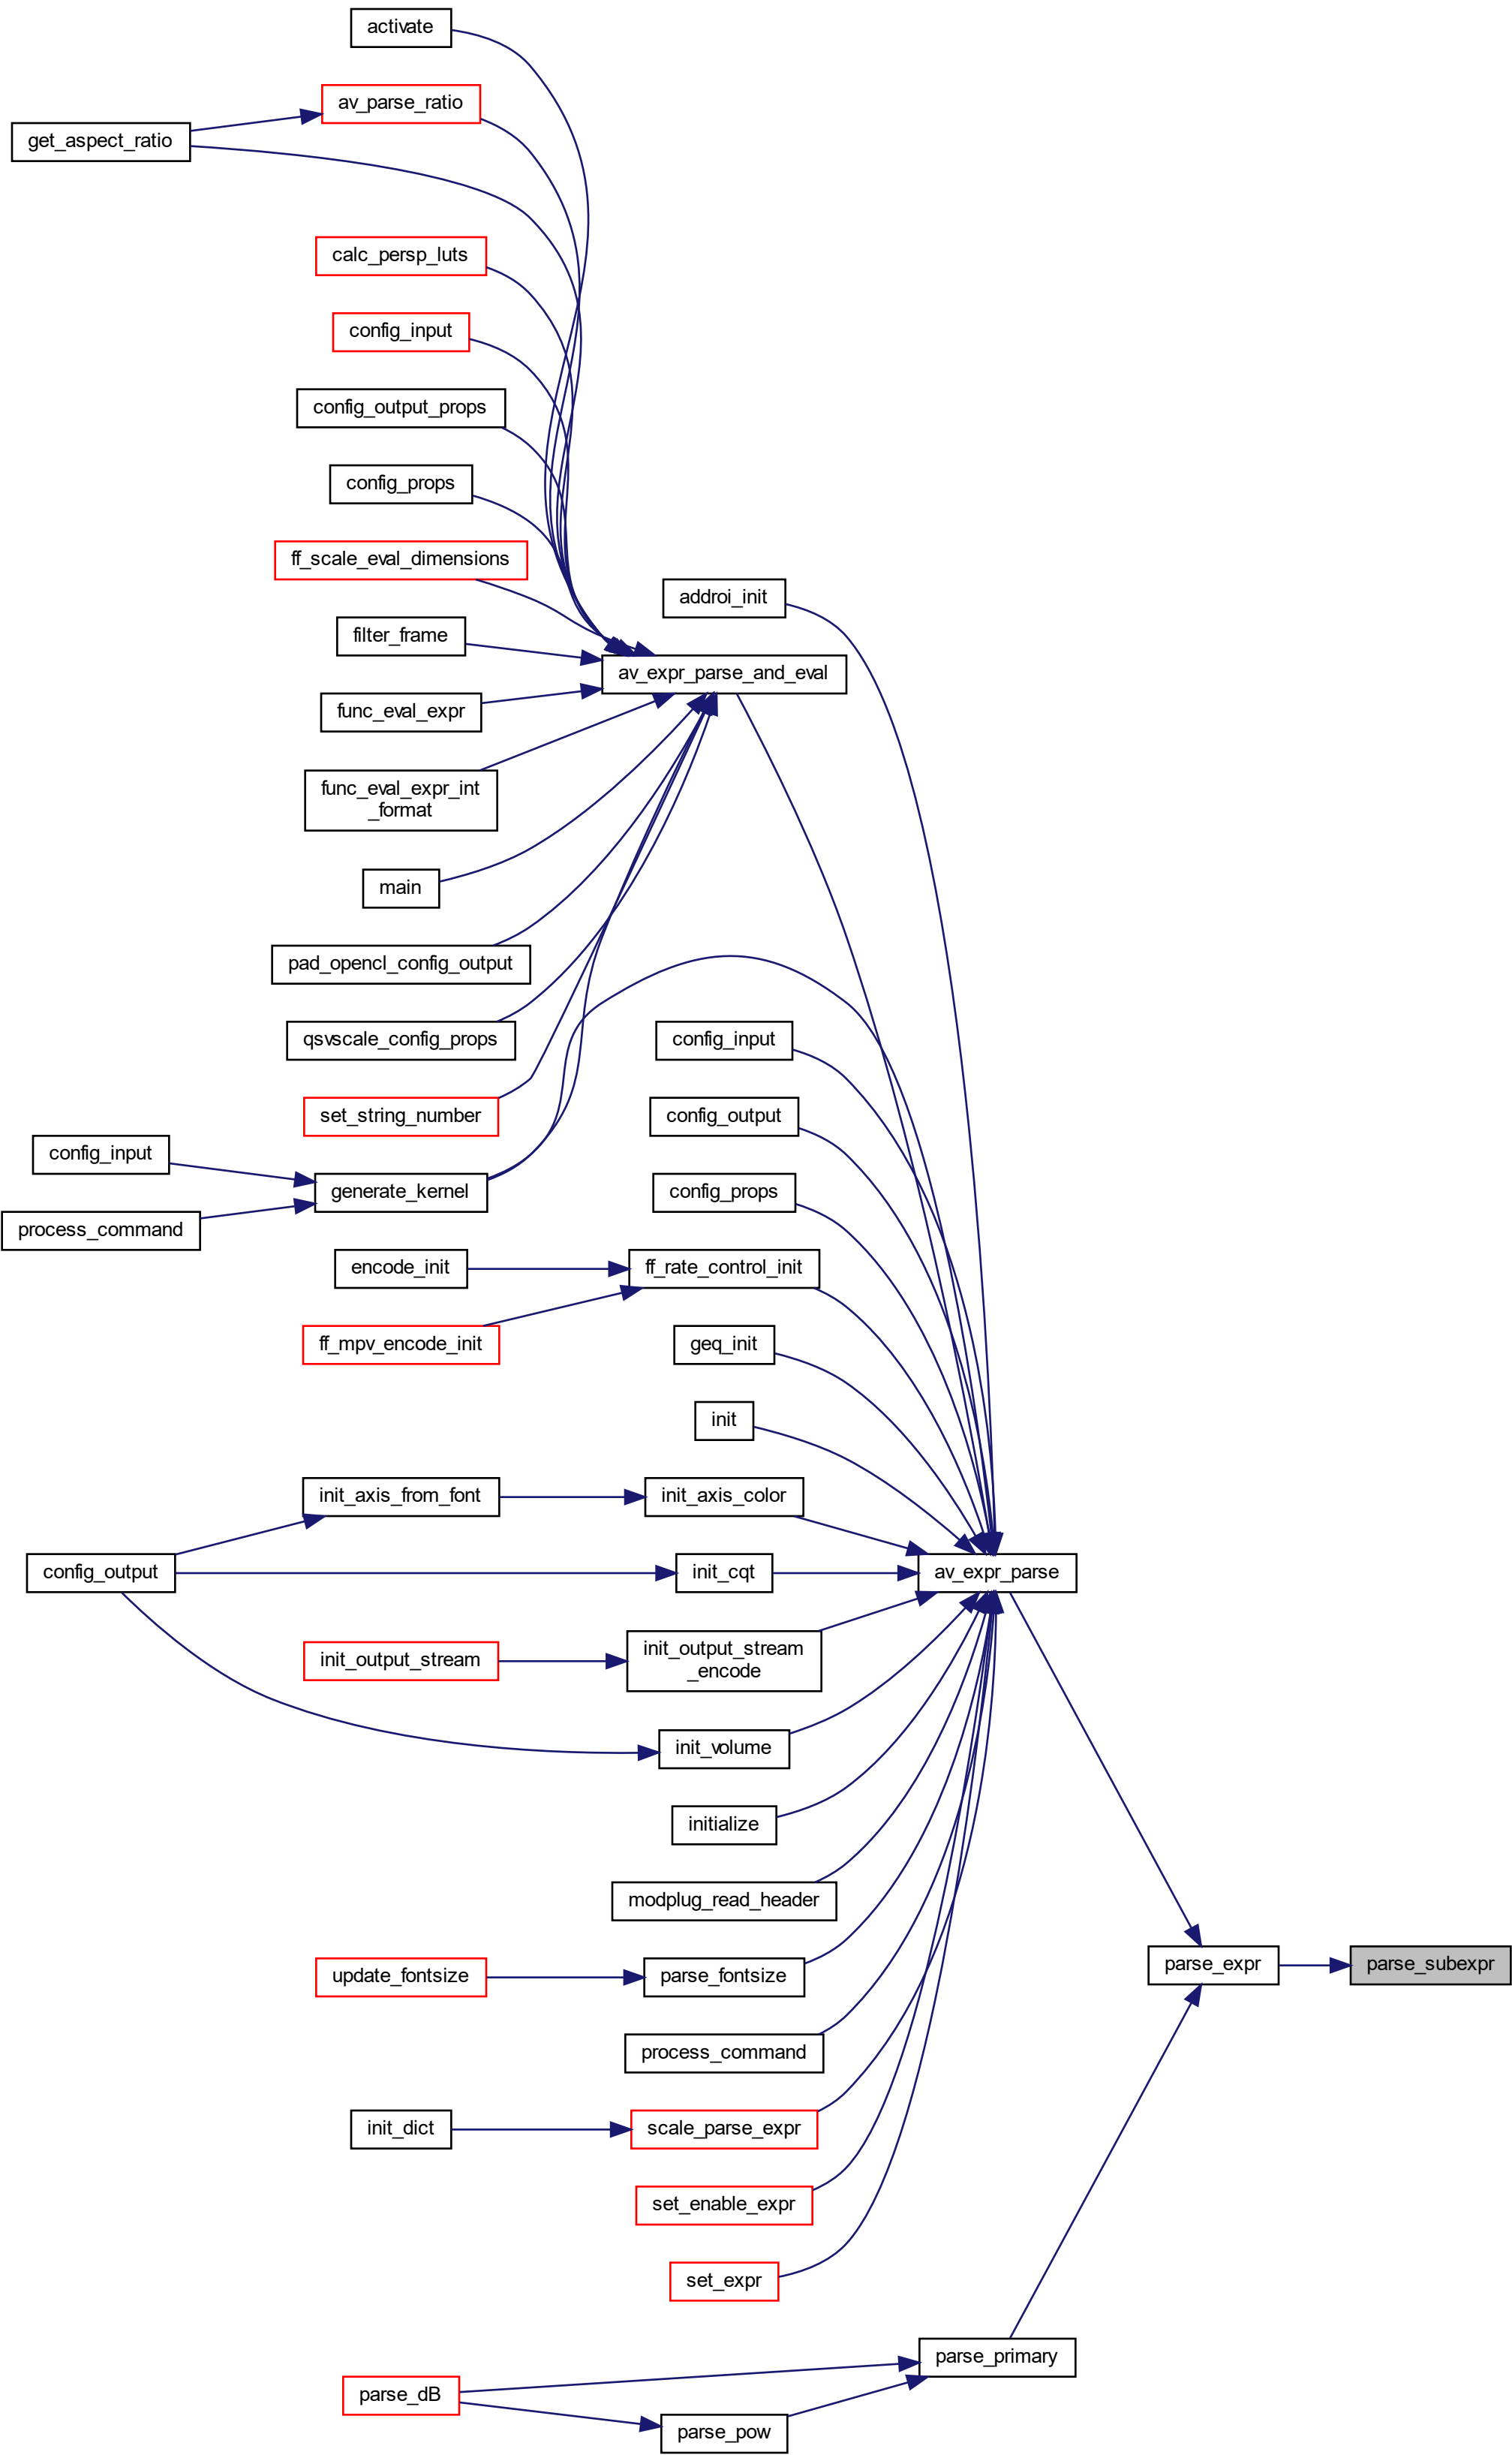 activate
av_parse_ratio
get_aspect_ratio
calc_persp_luts
config_input
config_output_props
config_props
ff_scale_eval_dimensions
addroi_init
filter_frame
av_expr_parse_and_eval
func_eval_expr
func_eval_expr_int
_format
main
pad_opencl_config_output
qsvscale_config_props
config_input
set_string_number
config_output
config_input
generate_kernel
config_props
process_command
encode_init
ff_rate_control_init
ff_mpv_encode_init
geq_init
init
init_axis_from_font
init_axis_color
config_output
init_cqt
av_expr_parse
init_output_stream
init_output_stream
_encode
init_volume
initialize
modplug_read_header
update_fontsize
parse_fontsize
parse_expr
parse_subexpr
process_command
init_dict
scale_parse_expr
set_enable_expr
set_expr
parse_primary
parse_dB
parse_pow